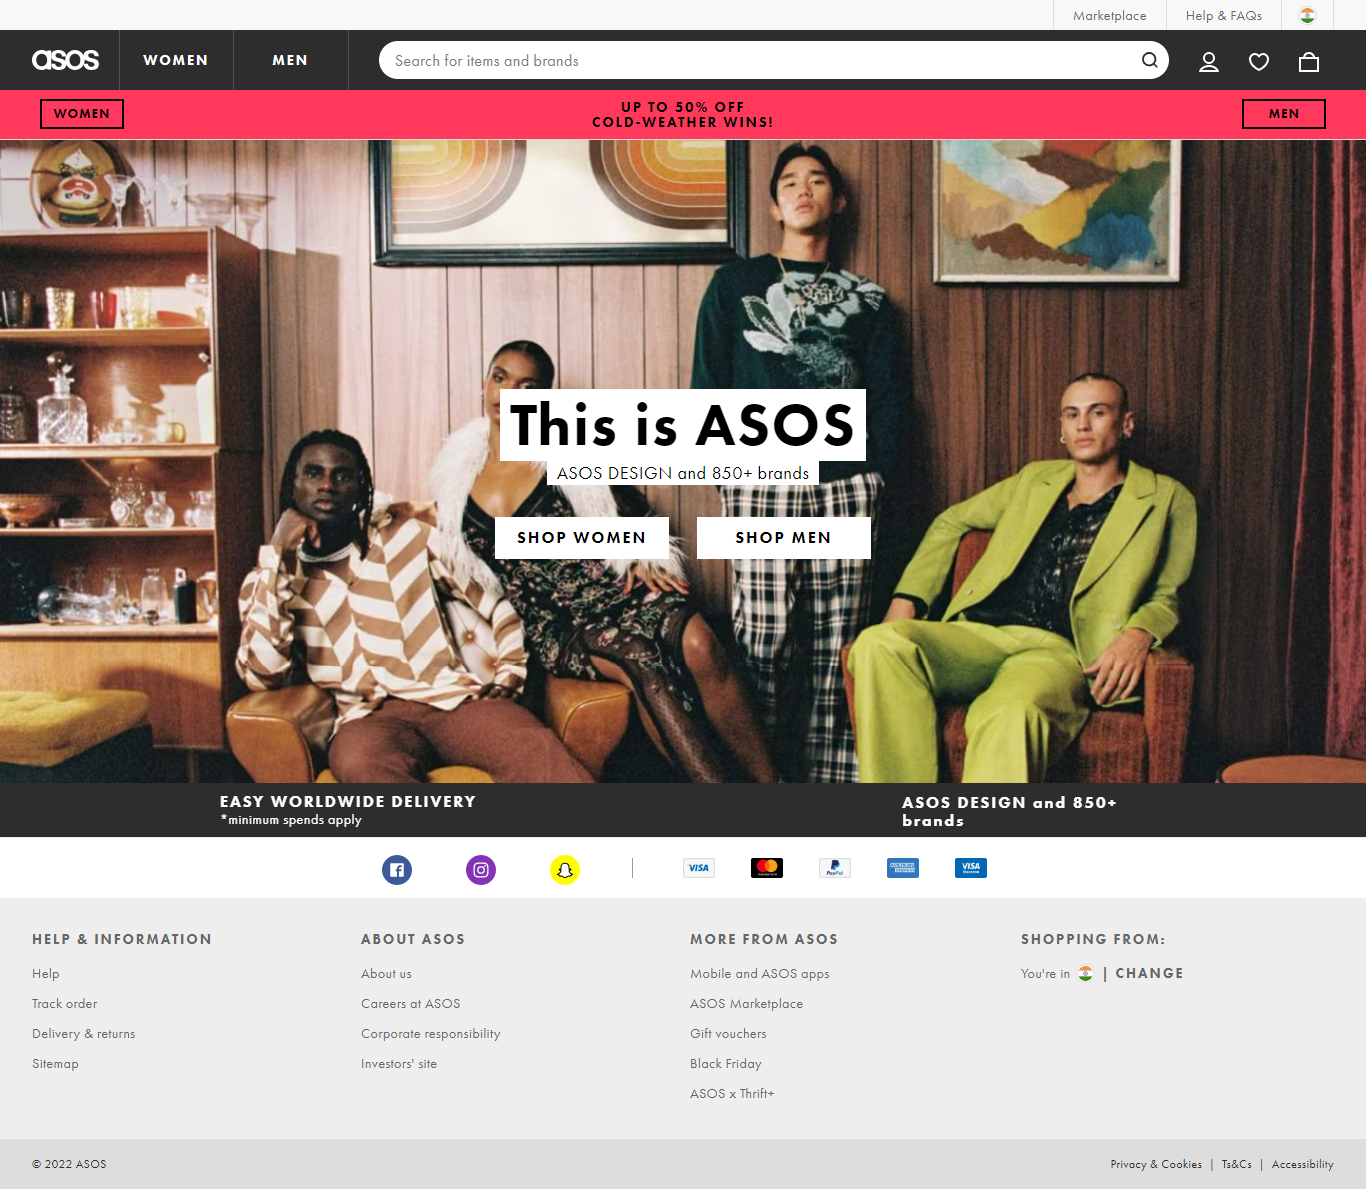 Marketplace
Help & FAQs
asos
WOMEN
MEN
Search for items and brands
WOMEN
UP TO 50% OFF
COLD-WEATHER WINS!
MEN
This is ASOS
ASOS DESIGN and 850+ brands
SHOP WOMEN
SHOP MEN
EASY WORLDWIDE DELIVERY
*minimum spends apply
ASOS DESIGN and 850+
brands
VISA
PayPal
AMERICAN EXPRESS
VISA
Electron
HELP & INFORMATION
Help
Track order
Delivery & returns
Sitemap
ABOUT ASOS
About us
Careers at ASOS
Corporate responsibility
Investors' site
MORE FROM ASOS
Mobile and ASOS apps
ASOS Marketplace
Gift vouchers
Black Friday
ASOS x Thrift+
SHOPPING FROM:
You're in | CHANGE
© 2022 ASOS
Privacy & Cookies | Ts&Cs | Accessibility